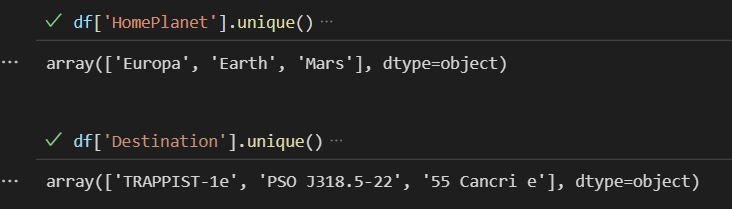 df['HomePlanet'].unique() ···
array(['Europa', 'Earth', 'Mars'], dtype=object)
df['Destination'].unique() ···
array(['TRAPPIST-1e', 'PSO J318.5-22', '55 Cancri e'], dtype=object)